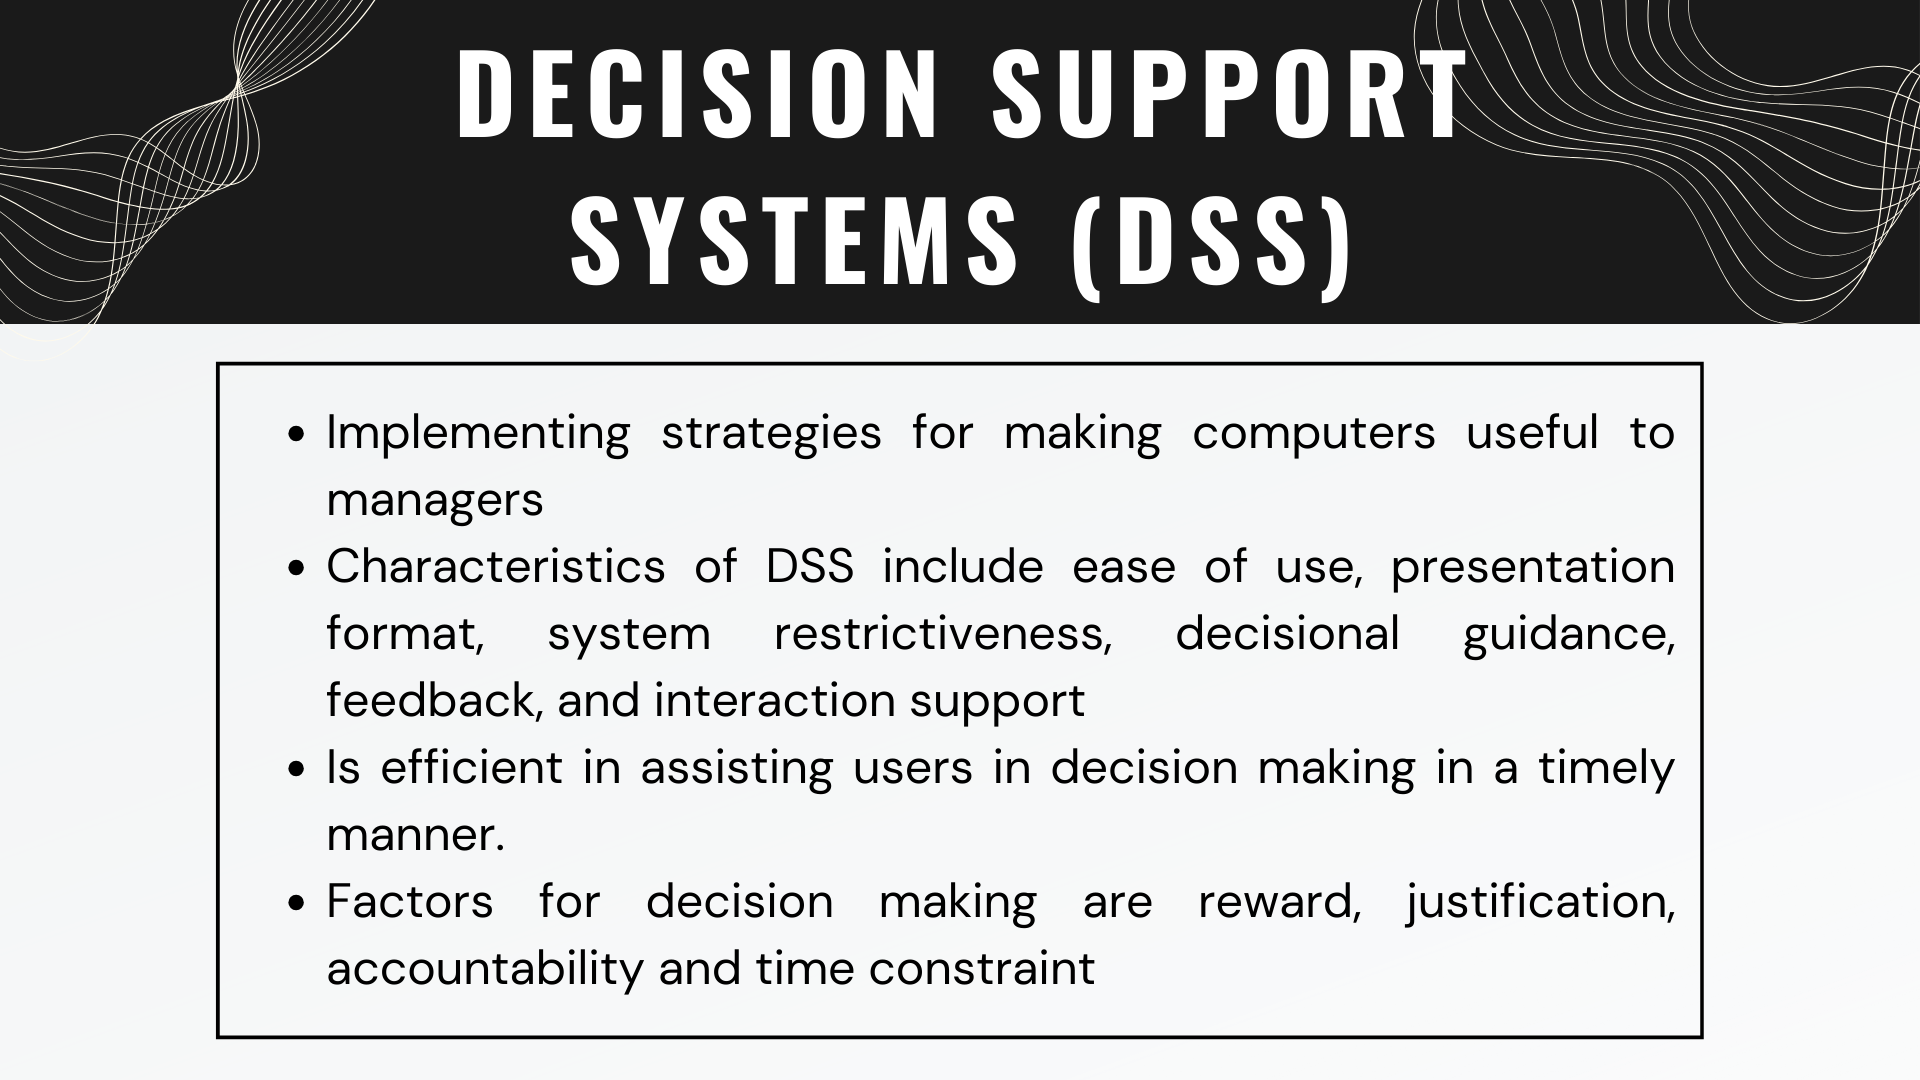 DECISION SUPPORT
SYSTEMS (DSS)
• Implementing strategies for making computers useful to
managers
• Characteristics of DSS include ease of use, presentation
format, system restrictiveness, decisional guidance,
feedback, and interaction support
• Is efficient in assisting users in decision making in a timely
manner.
• Factors for decision making are reward, justification,
accountability and time constraint